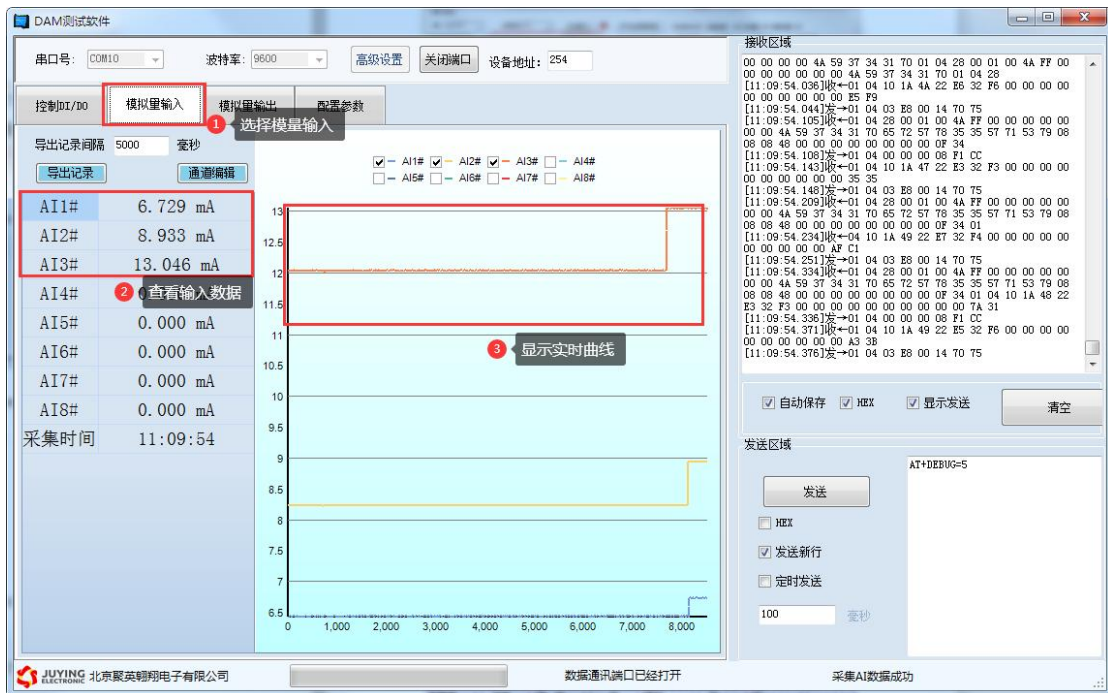 DAM测试软件
串口号: COM10
波特率: 9600
高级设置
关闭端口
设备地址: 254
控制DI/DO
模拟里输入
模拟里输出
配置参数
1 选择模量输入
导出记录间隔 5000 毫秒
导出记录
通道编辑
AI1# 6.729 mA
AI2# 8.933 mA
AI3# 13.046 mA
AI4#
2 查看输入数据
AI5# 0.000 mA
AI6# 0.000 mA
AI7# 0.000 mA
AI8# 0.000 mA
采集时间 11:09:54
AI1# AI2# AI3# AI4#
AI5# AI6# AI7# AI8#
13
12.5
12
11.5
11
3 显示实时曲线
10.5
10
9.5
9
8.5
8
7.5
7
6.5
0 1,000 2,000 3,000 4,000 5,000 6,000 7,000 8,000
接收区域
00 00 00 00 4A 59 37 34 31 70 01 04 28 00 01 00 4A FF 00
00 00 00 00 00 00 4A 59 37 34 31 70 01 04 28
[11:09:54.036]收←01 04 10 1A 4A 22 E6 32 F6 00 00 00 00
00 00 00 00 00 00 E5 F9
[11:09:54.044]发→01 04 03 E8 00 14 70 75
[11:09:54.105]收←01 04 28 00 01 00 4A FF 00 00 00 00 00
00 00 4A 59 37 34 31 70 65 72 57 78 35 35 57 71 53 79 08
08 08 48 00 00 00 00 00 00 00 00 0F 34
[11:09:54.108]发→01 04 00 00 00 08 F1 CC
[11:09:54.143]收←01 04 10 1A 47 22 E3 32 F3 00 00 00 00
00 00 00 00 00 00 35 35
[11:09:54.148]发→01 04 03 E8 00 14 70 75
[11:09:54.209]收←01 04 28 00 01 00 4A FF 00 00 00 00 00
00 00 4A 59 37 34 31 70 65 72 57 78 35 35 57 71 53 79 08
08 08 48 00 00 00 00 00 00 00 00 0F 34 01
[11:09:54.234]收←04 10 1A 49 22 E7 32 F4 00 00 00 00 00
00 00 00 00 00 AF C1
[11:09:54.251]发→01 04 03 E8 00 14 70 75
[11:09:54.334]收←01 04 28 00 01 00 4A FF 00 00 00 00 00
00 00 4A 59 37 34 31 70 65 72 57 78 35 35 57 71 53 79 08
08 08 48 00 00 00 00 00 00 00 00 0F 34 01 04 10 1A 48 22
E3 32 F3 00 00 00 00 00 00 00 00 00 00 7A 31
[11:09:54.336]发→01 04 00 00 00 08 F1 CC
[11:09:54.371]收←01 04 10 1A 49 22 E5 32 F6 00 00 00 00
00 00 00 00 00 00 A3 3B
[11:09:54.376]发→01 04 03 E8 00 14 70 75
自动保存
HEX
显示发送
清空
发送区域
发送
HEX
发送新行
定时发送
100 毫秒
AT+DEBUG=5
JUYING ELECTRONIC 北京聚英翱翔电子有限公司
数据通讯端口已经打开
采集AI数据成功